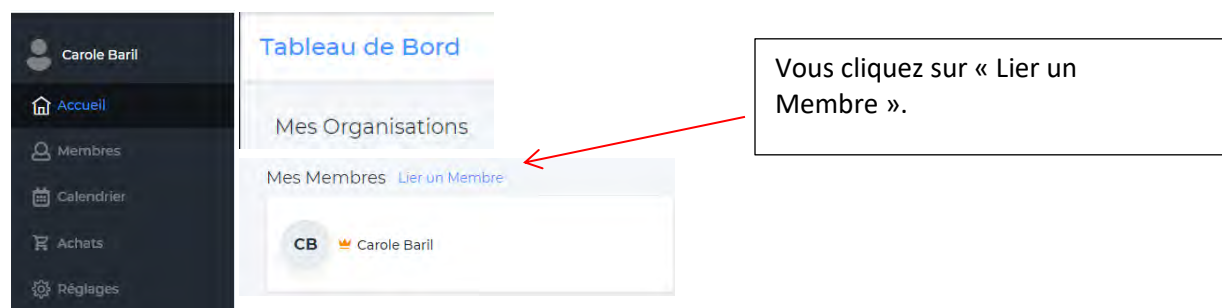 Carole Baril
Accueil
Membres
Calendrier
Achats
Réglages
Tableau de Bord
Mes Organisations
Mes Membres Lier un Membre
CB Carole Baril
Vous cliquez sur « Lier un
Membre ».